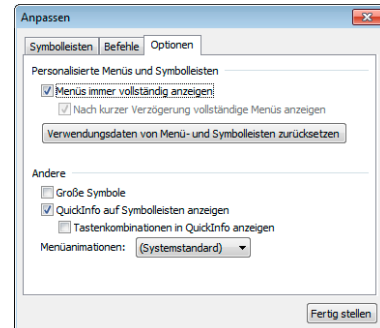 Anpassen
Symbolleisten Befehle Optionen
Personalisierte Menüs und Symbolleisten
Menüs immer vollständig anzeigen
Nach kurzer Verzögerung vollständige Menüs anzeigen
Verwendungsdaten von Menü- und Symbolleisten zurücksetzen
Andere
Große Symbole
QuickInfo auf Symbolleisten anzeigen
Tastenkombinationen in QuickInfo anzeigen
Menüanimationen: (Systemstandard)
Fertig stellen